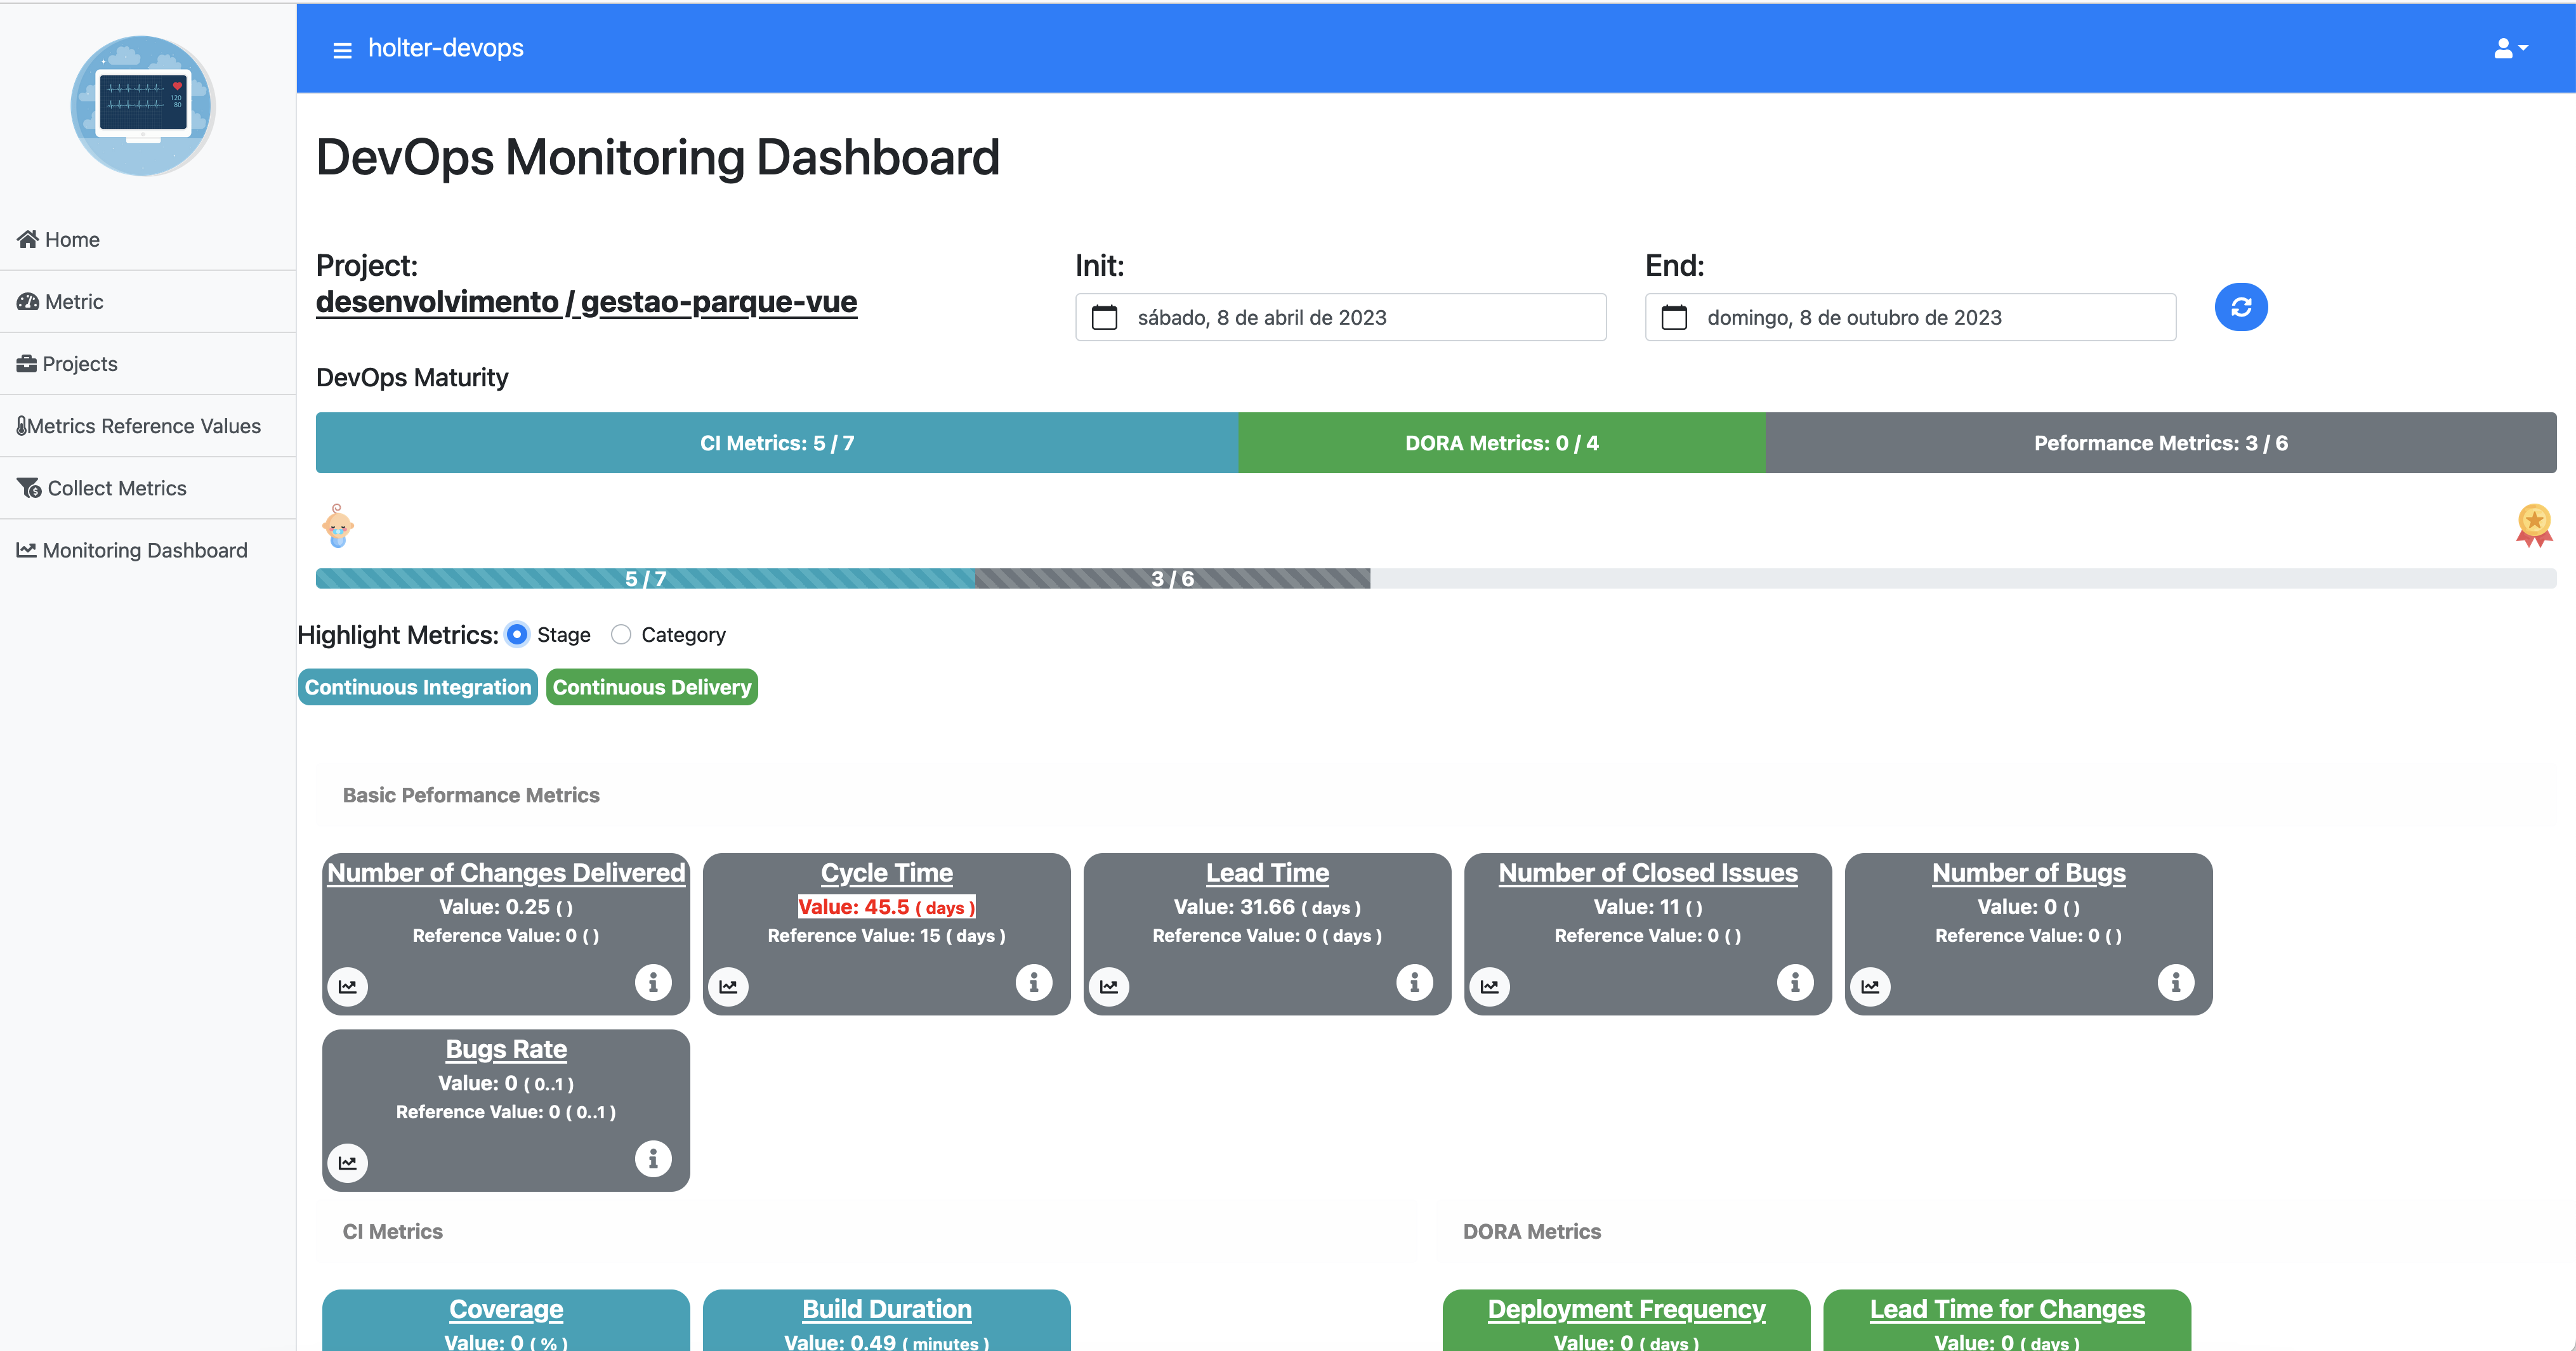 holter-devops
120
80
Home
Metric
Projects
Metrics Reference Values
Collect Metrics
Monitoring Dashboard
DevOps Monitoring Dashboard
Project:
desenvolvimento / gestao-parque-vue
Init:
sábado, 8 de abril de 2023
End:
domingo, 8 de outubro de 2023
DevOps Maturity
CI Metrics: 5 / 7
DORA Metrics: 0 / 4
Peformance Metrics: 3 / 6
5 / 7
3 / 6
Highlight Metrics: Stage Category
Continuous Integration Continuous Delivery
Basic Peformance Metrics
Number of Changes Delivered
Value: 0.25 ( )
Reference Value: 0 ( )
Cycle Time
Value: 45.5 ( days )
Reference Value: 15 ( days )
Lead Time
Value: 31.66 ( days )
Reference Value: 0 ( days )
Number of Closed Issues
Value: 11 ( )
Reference Value: 0 ( )
Number of Bugs
Value: 0 ( )
Reference Value: 0 ( )
Bugs Rate
Value: 0 ( 0..1 )
Reference Value: 0 ( 0..1 )
CI Metrics
Coverage
Value: 0 ( % )
Build Duration
Value: 0.49 ( minutes )
DORA Metrics
Deployment Frequency
Value: 0 ( days )
Lead Time for Changes
Value: 0 ( days )